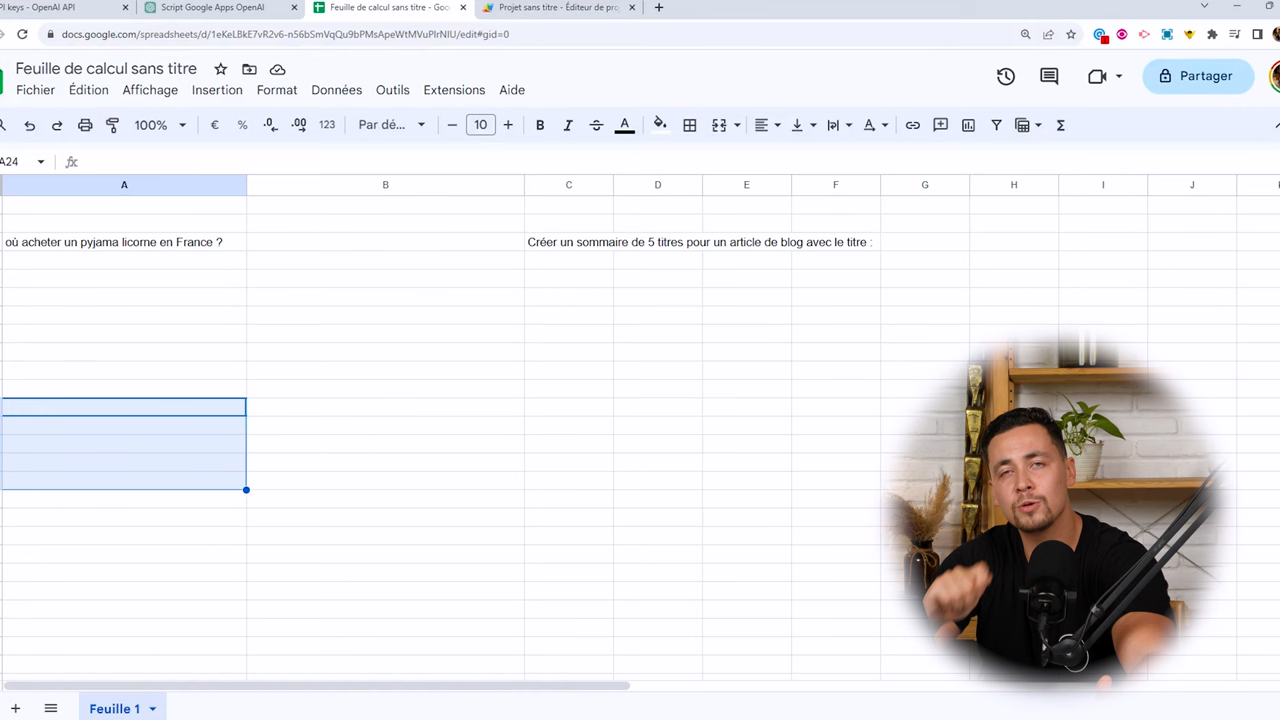 PI keys - OpenAI API
Script Google Apps OpenAI
Feuille de calcul sans titre - Goo
Projet sans titre - Éditeur de proj
docs.google.com/spreadsheets/d/1eKeLBkE7vR2v6-n56bSmVqQu9bPMsApeWtMVuPlrNIU/edit#gid=0
Feuille de calcul sans titre
Partager
Fichier Édition Affichage Insertion Format Données Outils Extensions Aide
100% € % .0 .00 123 Par dé... 10 B I A Σ
A24 fx
A B C D E F G H I J
où acheter un pyjama licorne en France ?
Créer un sommaire de 5 titres pour un article de blog avec le titre :
Feuille 1